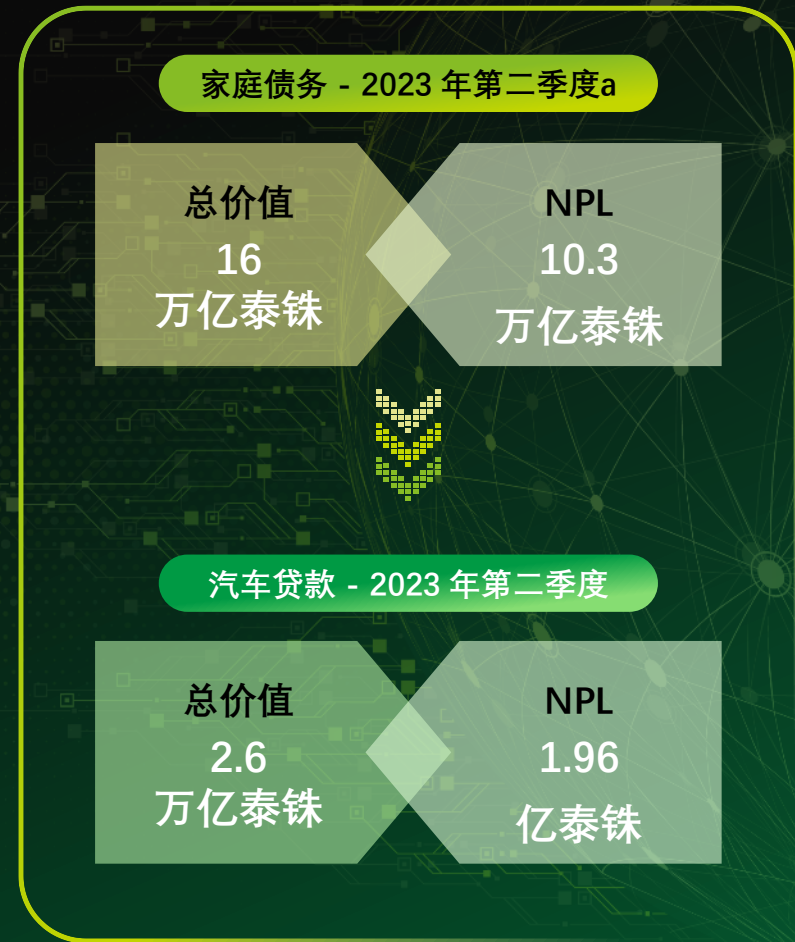 家庭债务 - 2023 年第二季度a
总价值
16
万亿泰铢
NPL
10.3
万亿泰铢
汽车贷款 - 2023 年第二季度
总价值
2.6
万亿泰铢
NPL
1.96
亿泰铢